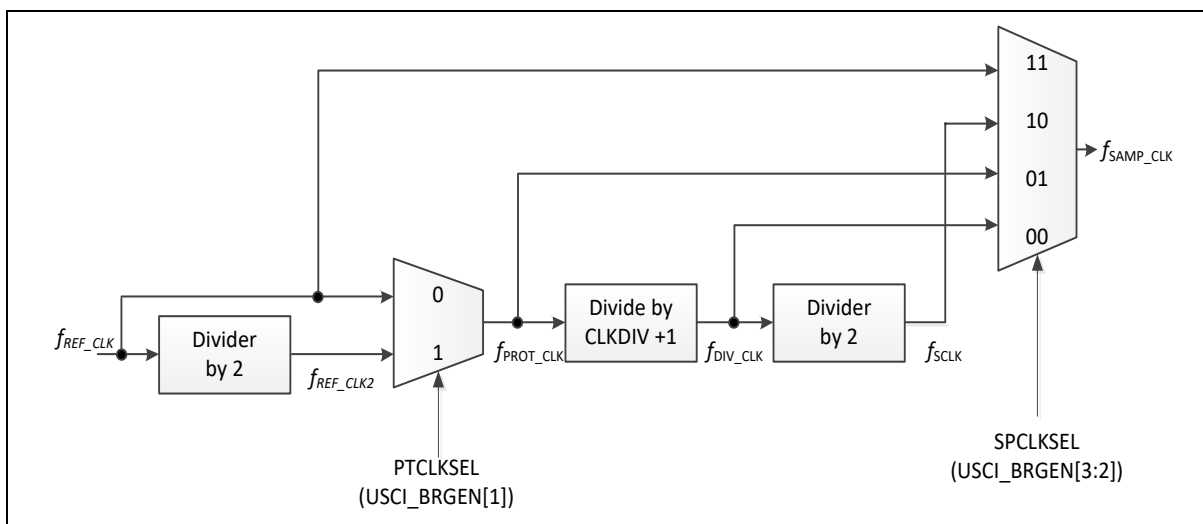 11
10
01
00
fSAMP_CLK
fREF_CLK
Divider
by 2
fREF_CLK2
0
1
fPROT_CLK
Divide by
CLKDIV +1
fDIV_CLK
Divider
by 2
fSCLK
PTCLKSEL
(USCI_BRGEN[1])
SPCLKSEL
(USCI_BRGEN[3:2])